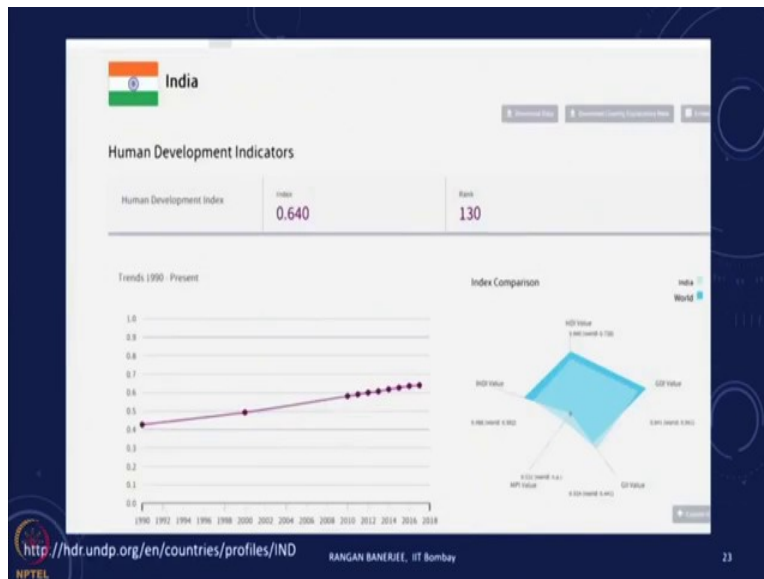 India
Human Development Indicators
Human Development Index
Index
0.640
Rank
130
Trends 1990 - Present
1.0
0.9
0.8
0.7
0.6
0.5
0.4
0.3
0.2
0.1
0.0
1990 1992 1994 1996 1998 2000 2002 2004 2006 2008 2010 2012 2014 2016 2018
Index Comparison
India
World
HDI Value
GDI Value
GII Value
MPI Value
IHDI Value
http://hdr.undp.org/en/countries/profiles/IND
RANGAN BANERJEE, IIT Bombay
23
NPTEL